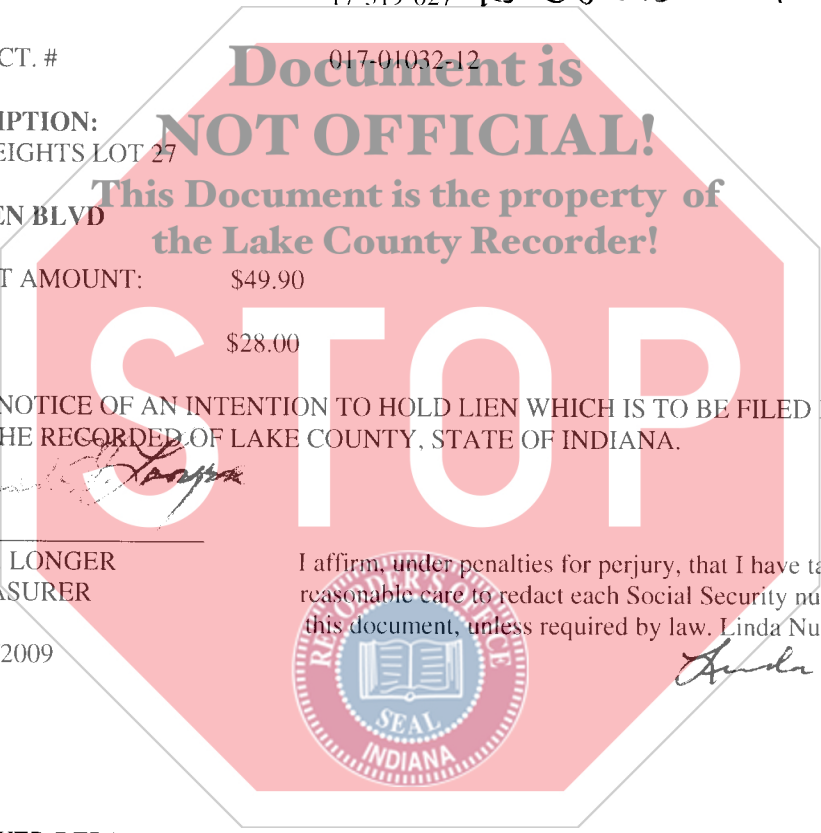 CT. # 017-01032-12
Document is
NOT OFFICIAL!
IPTION:
EIGHTS LOT 27
This Document is the property of
EN BLVD
the Lake County Recorder!
T AMOUNT: $49.90
$28.00
STOP
NOTICE OF AN INTENTION TO HOLD LIEN WHICH IS TO BE FILED
HE RECORDED OF LAKE COUNTY, STATE OF INDIANA.
LONGER
ASURER
2009
I affirm, under penalties for perjury, that I have ta
reasonable care to redact each Social Security nu
this document, unless required by law. Linda Nu
Linda
RECORDER'S OFFICE
SEAL
INDIANA